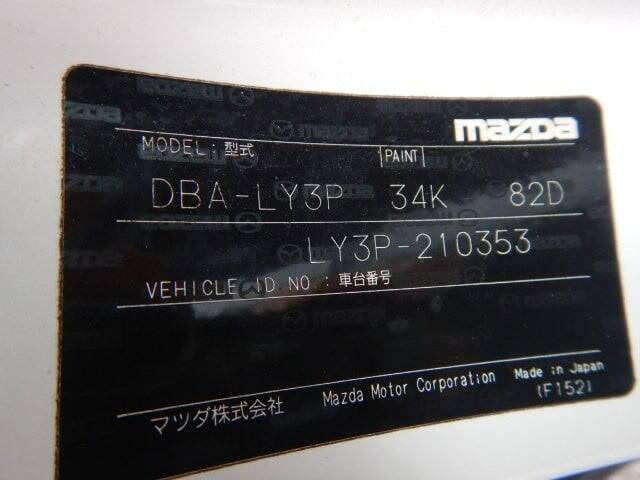 mazda
MODEL:型式 PAINT
DBA-LY3P 34K 82D
LY3P-210353
VEHICLE ID NO.:車台番号
マツダ株式会社 Mazda Motor Corporation Made in Japan
(F152)